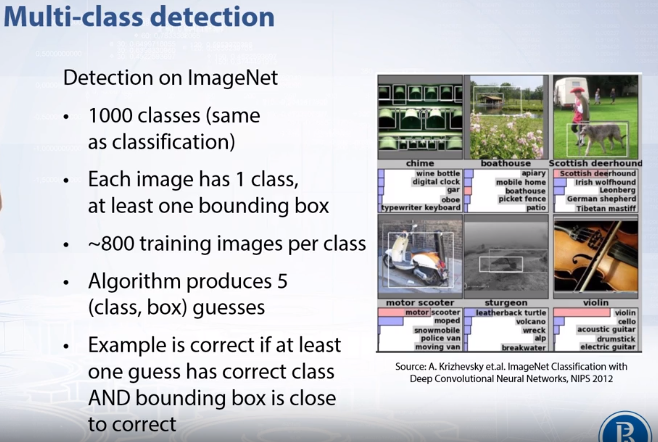 Multi-class detection
Detection on ImageNet
• 1000 classes (same
as classification)
• Each image has 1 class,
at least one bounding box
• ~800 training images per class
• Algorithm produces 5
(class, box) guesses
• Example is correct if at least
one guess has correct class
AND bounding box is close
to correct
chime
wine bottle
digital clock
gar
oboe
typewriter keyboard
boathouse
apiary
mobile home
boathouse
picket fence
patio
Scottish deerhound
Scottish deerhound
Irish wolfhound
Leonberg
German shepherd
Tibetan mastiff
motor scooter
motor scooter
moped
snowmobile
police van
moving van
sturgeon
leatherback turtle
volcano
wreck
alp
breakwater
violin
violin
cello
acoustic guitar
drumstick
electric guitar
Source: A. Krizhevsky et.al. ImageNet Classification with
Deep Convolutional Neural Networks, NIPS 2012